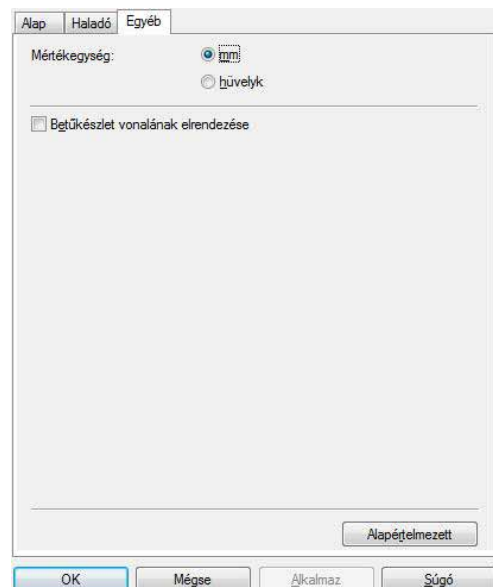 Alap Haladó Egyéb
Mértékegység: mm
hüvelyk
Betűkészlet vonalának elrendezése
Alapértelmezett
OK Mégse Alkalmaz Súgó